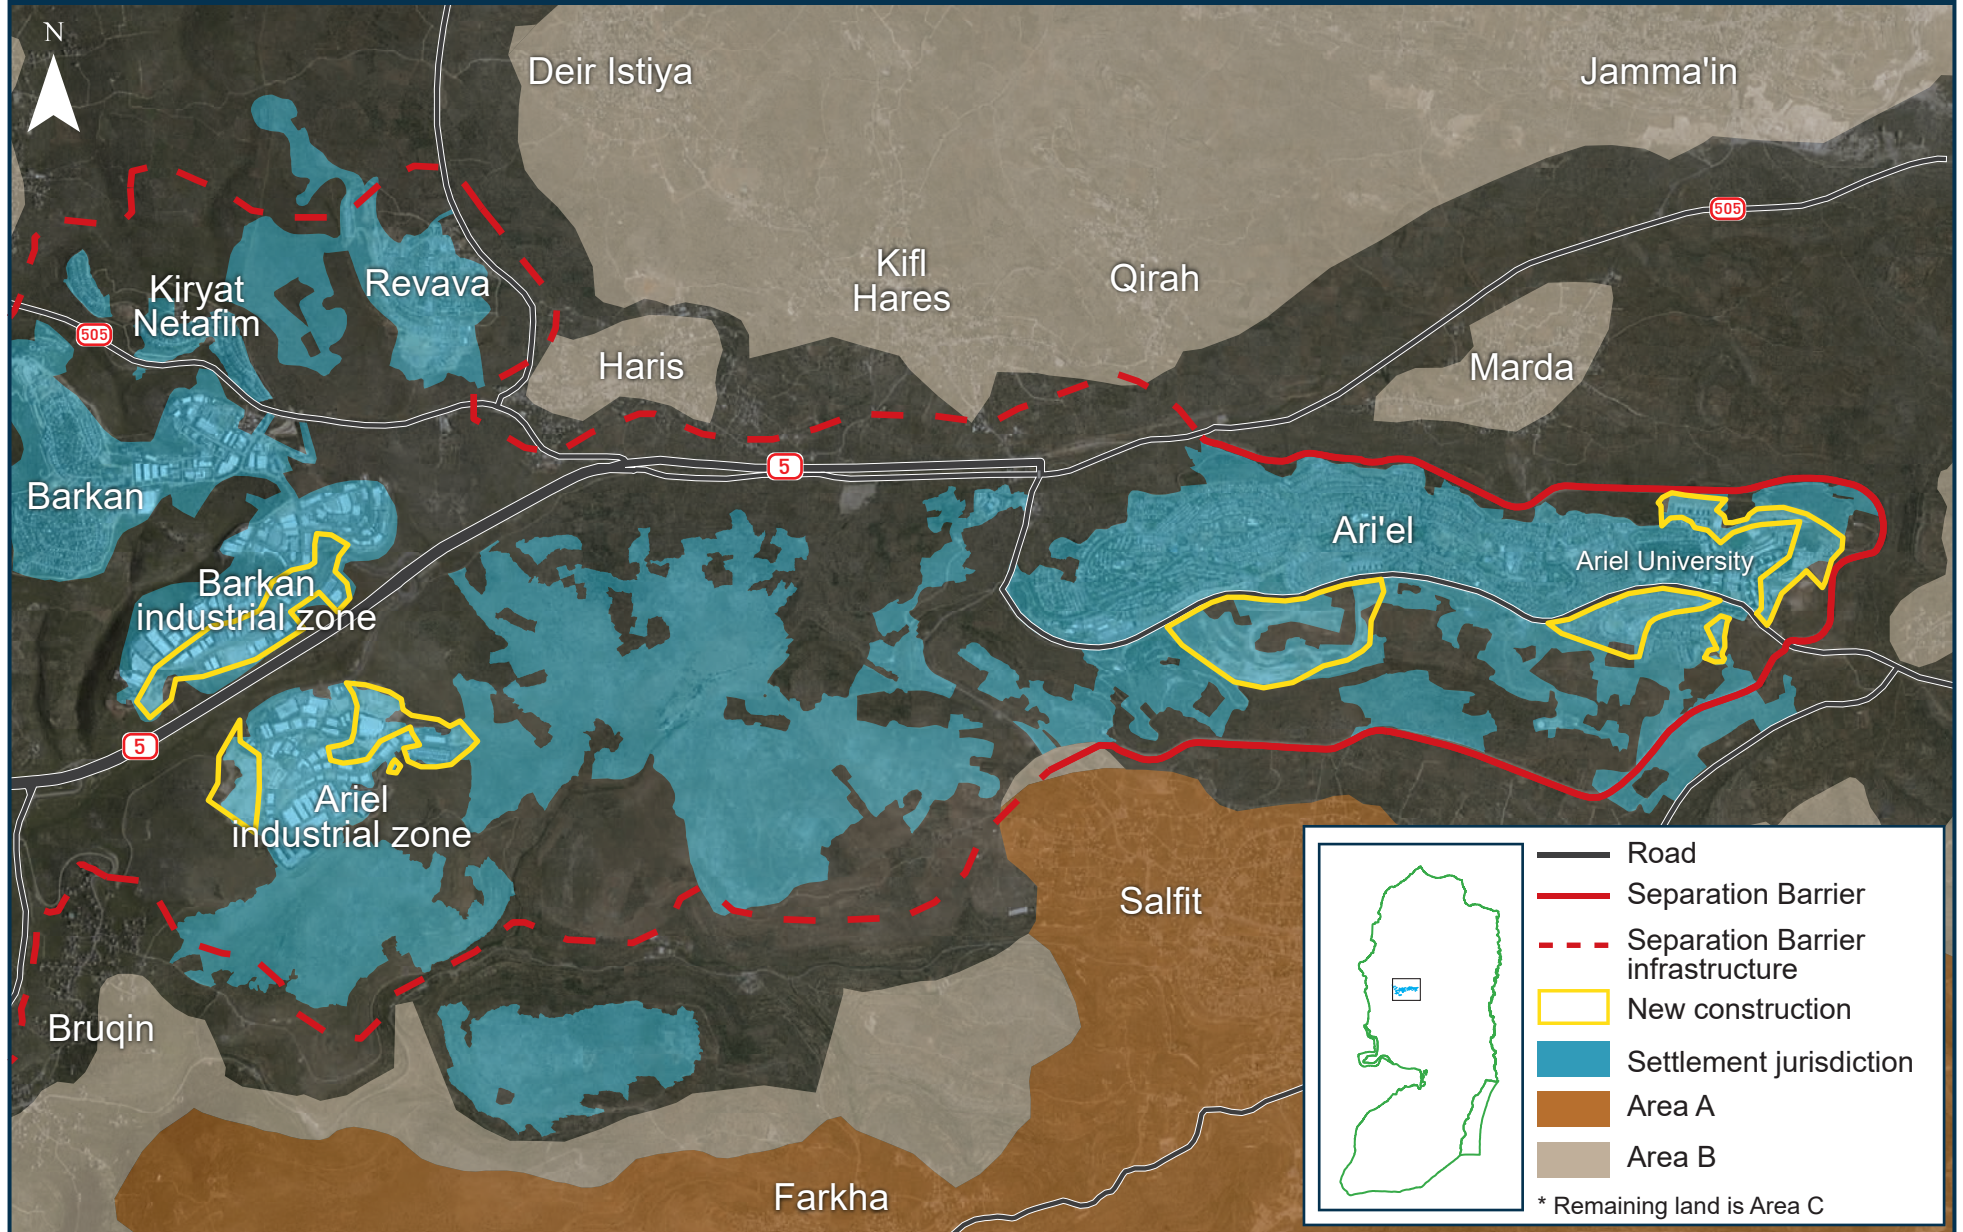 N
Deir Istiya
Jamma'in
505
Kifl
Hares
Qirah
Kiryat
Netafim
Revava
505
Haris
Marda
5
Barkan
Ari'el
Ariel University
Barkan
industrial zone
5
Ariel
industrial zone
Salfit
Bruqin
Farkha
Road
Separation Barrier
Separation Barrier
infrastructure
New construction
Settlement jurisdiction
Area A
Area B
* Remaining land is Area C